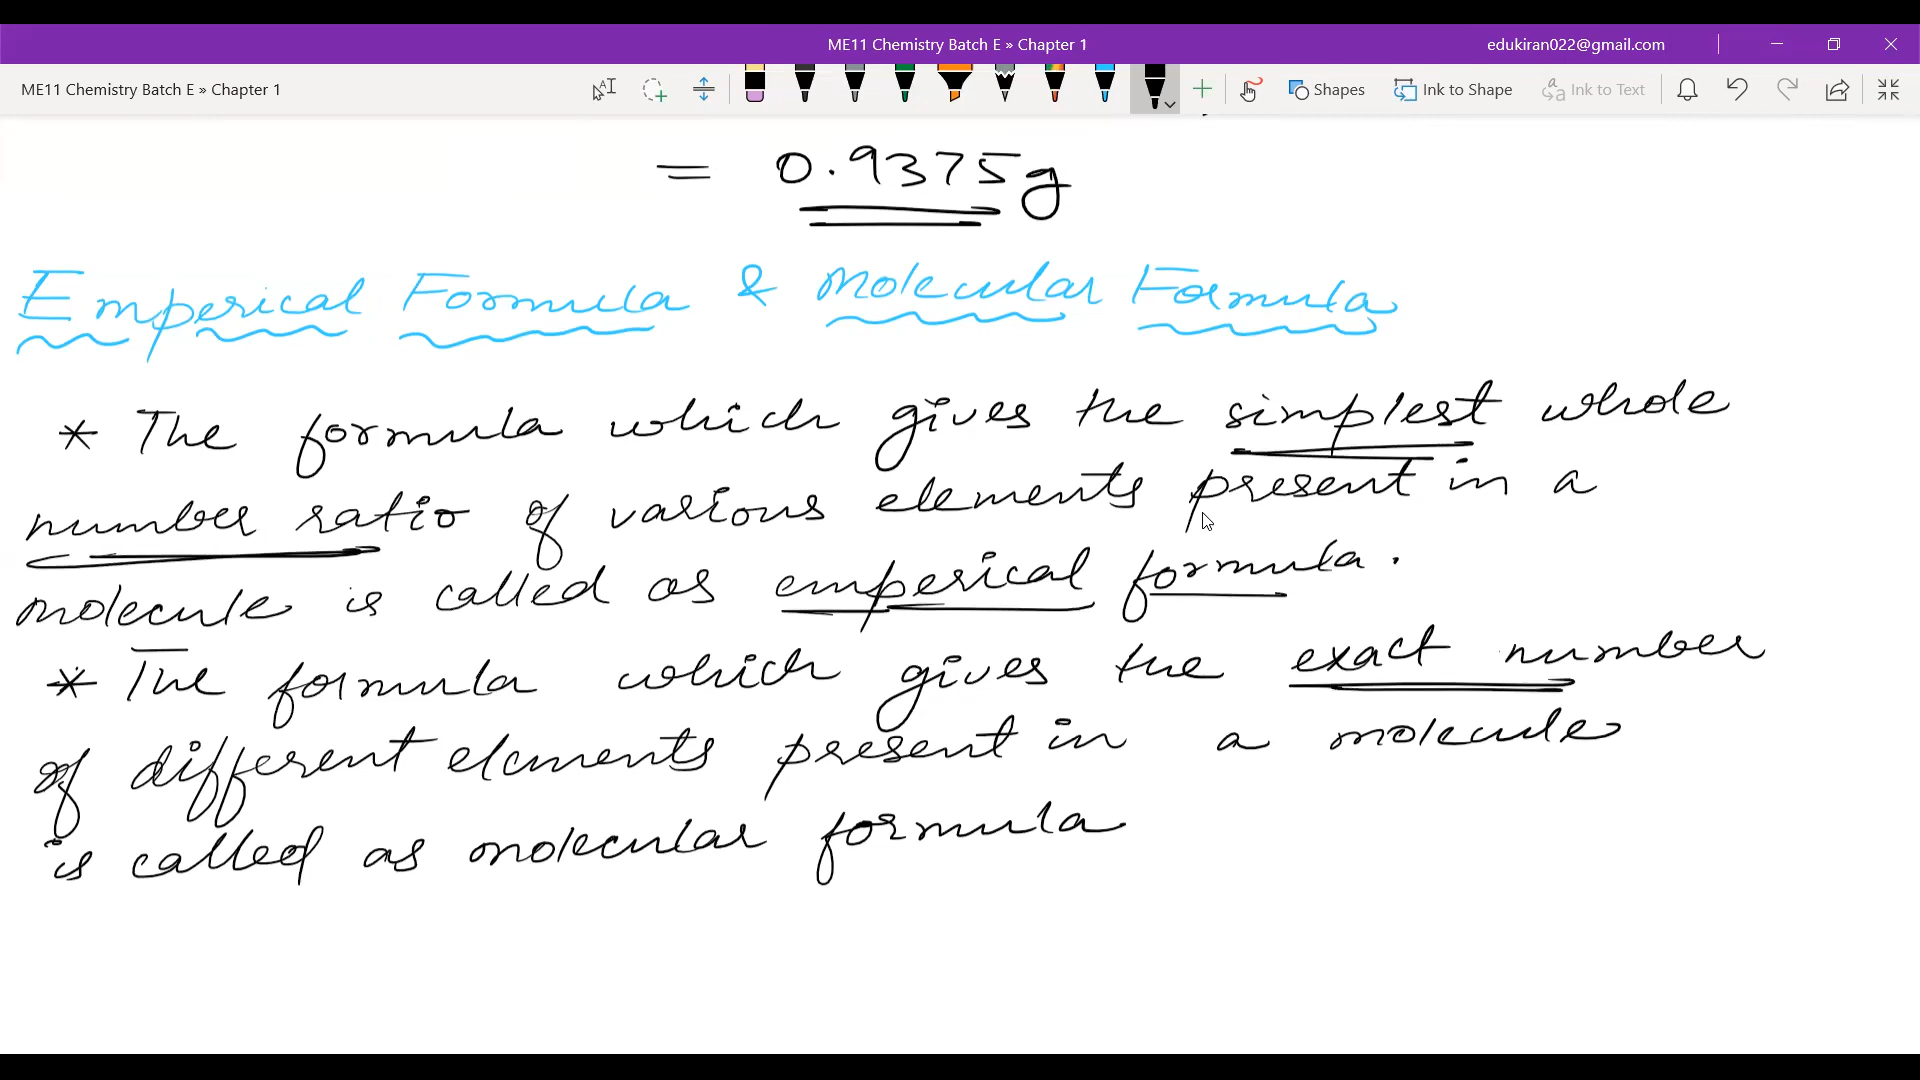 ME11 Chemistry Batch E » Chapter 1
edukiran022@gmail.com
ME11 Chemistry Batch E » Chapter 1
Shapes
Ink to Shape
Ink to Text
= 0.9375g
Emperical Formula & Molecular Formula
* The formula which gives the simplest whole
number ratio of various elements present in a
molecule is called as emperical formula.
* The formula which gives the exact number
of different elements present in a molecule
is called as molecular formula